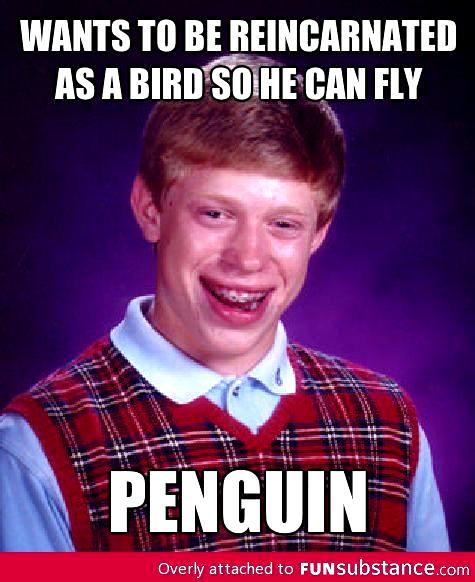 WANTS TO BE REINCARNATED
AS A BIRD SO HE CAN FLY
PENGUIN
Overly attached to FUNsubstance.com